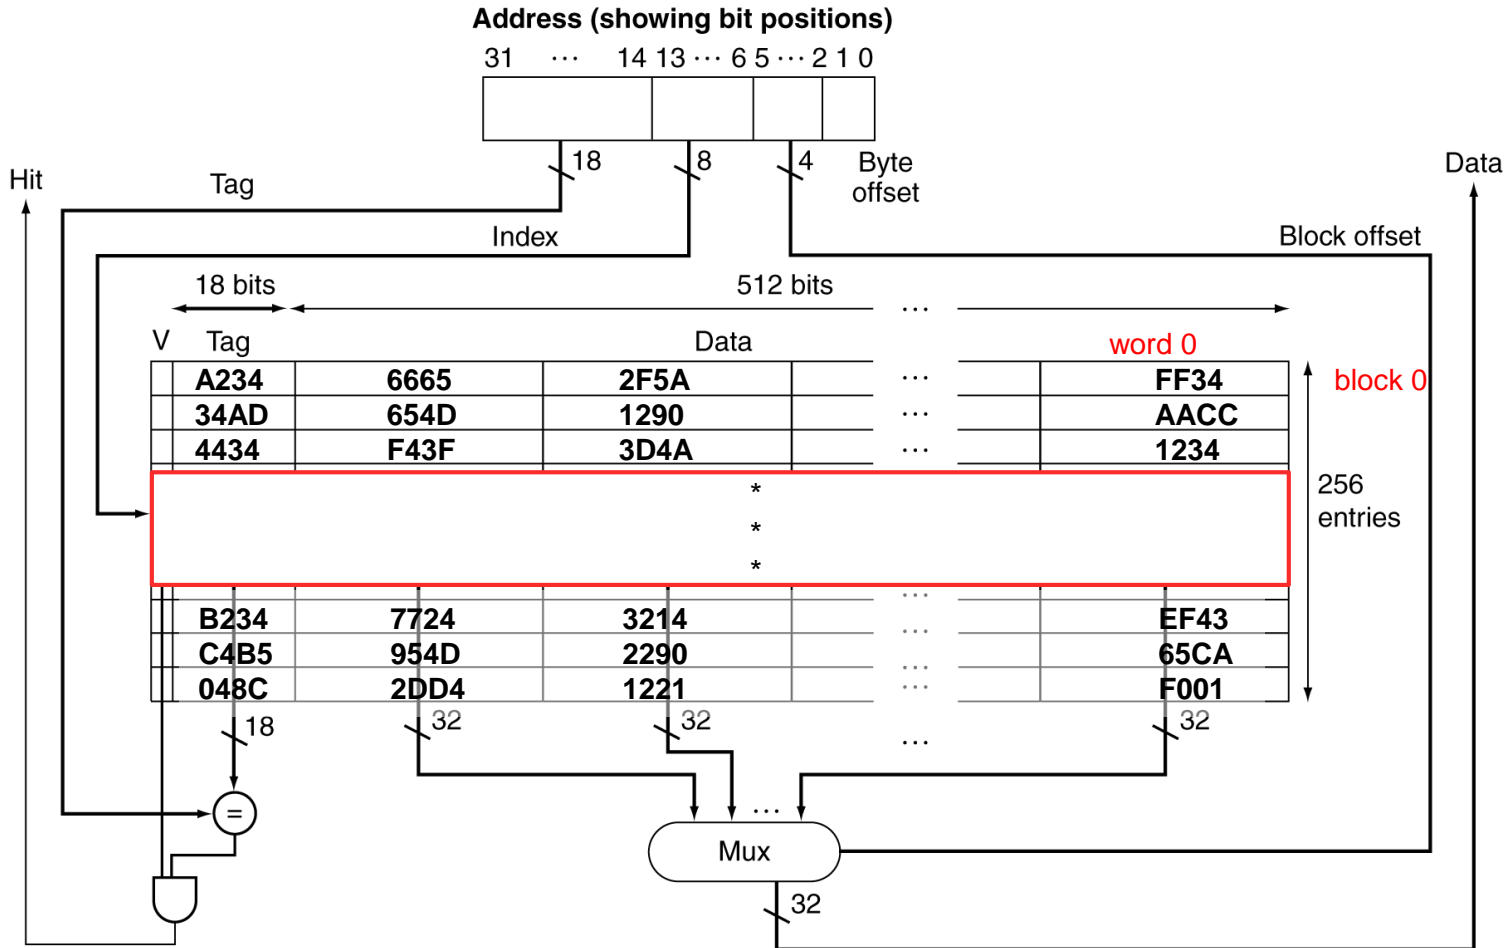 Address (showing bit positions)
31 ··· 14 13 ··· 6 5 ··· 2 1 0
18 8 4 Byte offset
Hit
Tag
Data
Index
Block offset
18 bits
512 bits
···
V Tag Data word 0
A234 6665 2F5A ··· FF34 block 0
34AD 654D 1290 ··· AACC
4434 F43F 3D4A ··· 1234
*
*
*
256
entries
···
B234 7724 3214 ··· EF43
C4B5 954D 2290 ··· 65CA
048C 2DD4 1221 ··· F001
18 32 32 ··· 32
=
···
Mux
32